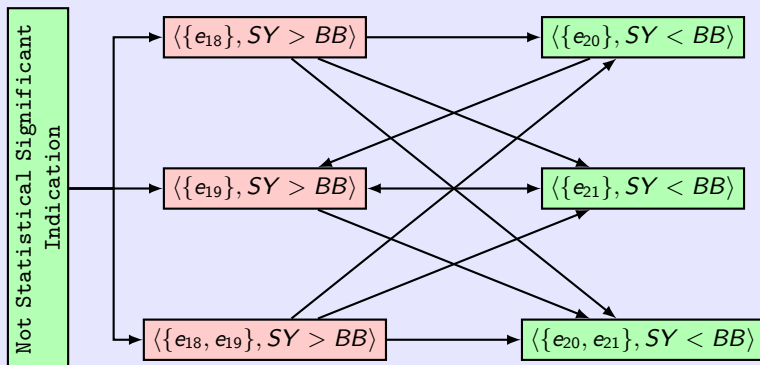 Not Statistical Significant
Indication
⟨{e₁₈}, SY > BB⟩
⟨{e₂₀}, SY < BB⟩
⟨{e₁₉}, SY > BB⟩
⟨{e₂₁}, SY < BB⟩
⟨{e₁₈, e₁₉}, SY > BB⟩
⟨{e₂₀, e₂₁}, SY < BB⟩